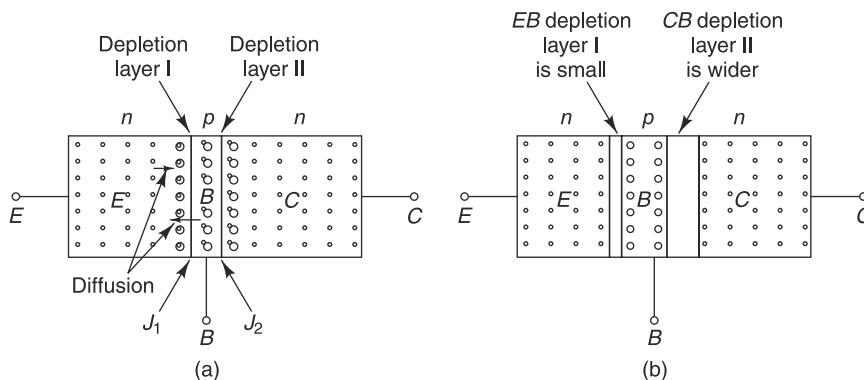 Depletion
layer I
Depletion
layer II
n
p
n
E
E
B
C
C
Diffusion
J1
J2
B
(a)
EB depletion
layer I
is small
CB depletion
layer II
is wider
n
p
n
E
E
B
C
C
B
(b)